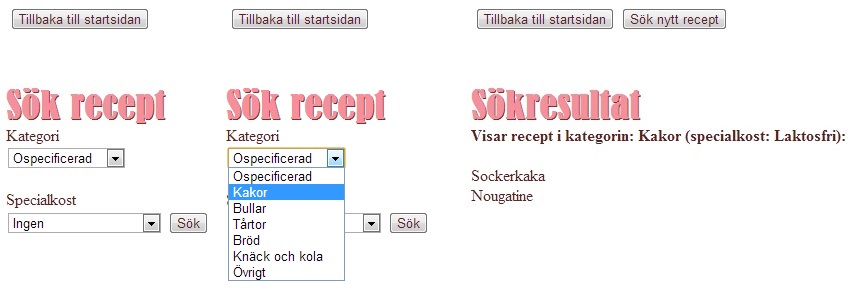 Tillbaka till startsidan
Sök recept
Kategori
Ospecificerad
Specialkost
Ingen
Sök
Tillbaka till startsidan
Sök recept
Kategori
Ospecificerad
Ospecificerad
Kakor
Bullar
Tårtor
Bröd
Knäck och kola
Övrigt
Sök
Tillbaka till startsidan
Sök nytt recept
Sökresultat
Visar recept i kategorin: Kakor (specialkost: Laktosfri):
Sockerkaka
Nougatine